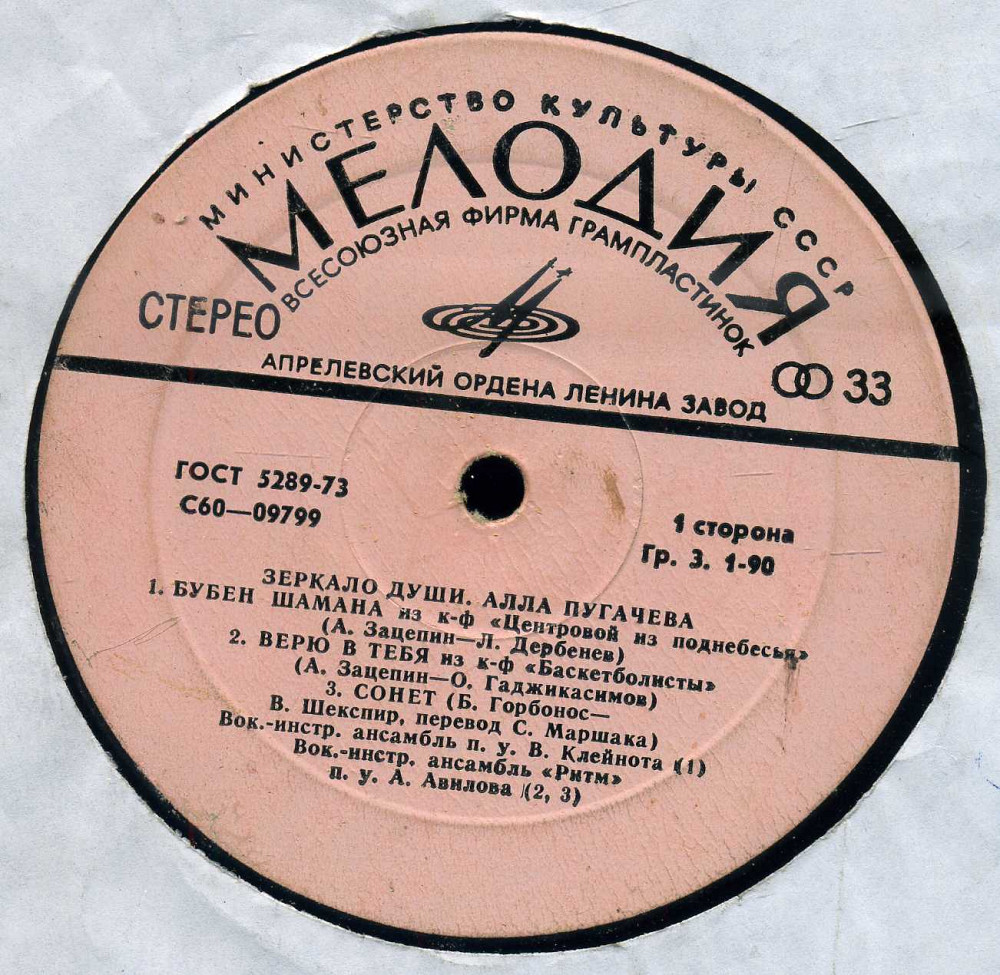 МИНИСТЕРСТВО КУЛЬТУРЫ СССР
МЕЛОДИЯ
ВСЕСОЮЗНАЯ ФИРМА ГРАМПЛАСТИНОК
СТЕРЕО
33
АПРЕЛЕВСКИЙ ОРДЕНА ЛЕНИНА ЗАВОД
ГОСТ 5289-73
С60—09799
1 сторона
Гр. 3. 1-90
ЗЕРКАЛО ДУШИ. АЛЛА ПУГАЧЕВА
1. БУБЕН ШАМАНА из к-ф «Центровой из поднебесья»
(А. Зацепин—Л. Дербенев)
2. ВЕРЮ В ТЕБЯ из к-ф «Баскетболисты»
(А. Зацепин—О. Гаджикасимов)
3. СОНЕТ (Б. Горбонос—
В. Шекспир, перевод С. Маршака)
Вок.-инстр. ансамбль п. у. В. Клейнота (1)
Вок.-инстр. ансамбль «Ритм»
п. у. А. Авилова (2, 3)